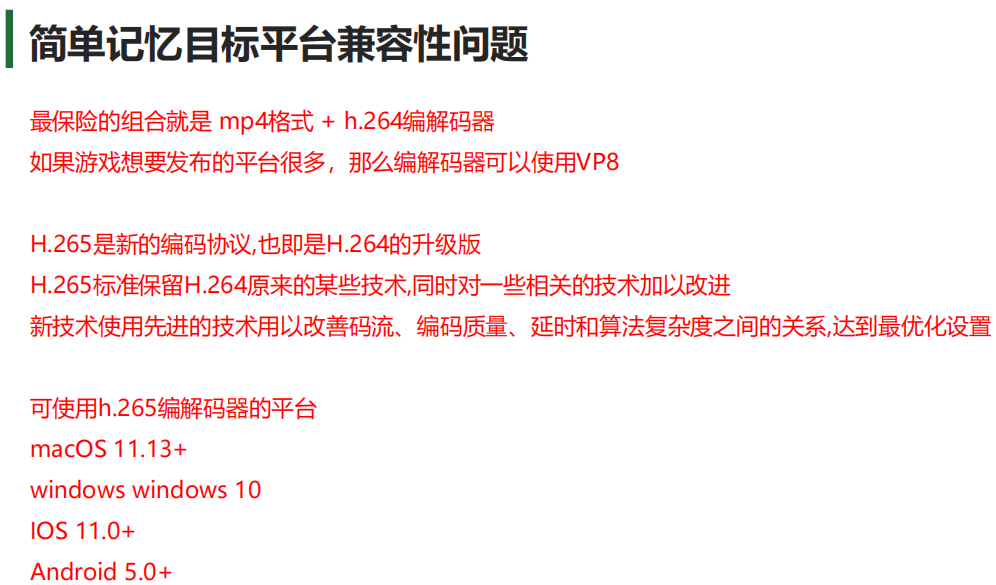 简单记忆目标平台兼容性问题
最保险的组合就是 mp4格式 + h.264编解码器
如果游戏想要发布的平台很多，那么编解码器可以使用VP8
H.265是新的编码协议,也即是H.264的升级版
H.265标准保留H.264原来的某些技术,同时对一些相关的技术加以改进
新技术使用先进的技术用以改善码流、编码质量、延时和算法复杂度之间的关系,达到最优化设置
可使用h.265编解码器的平台
macOS 11.13+
windows windows 10
IOS 11.0+
Android 5.0+